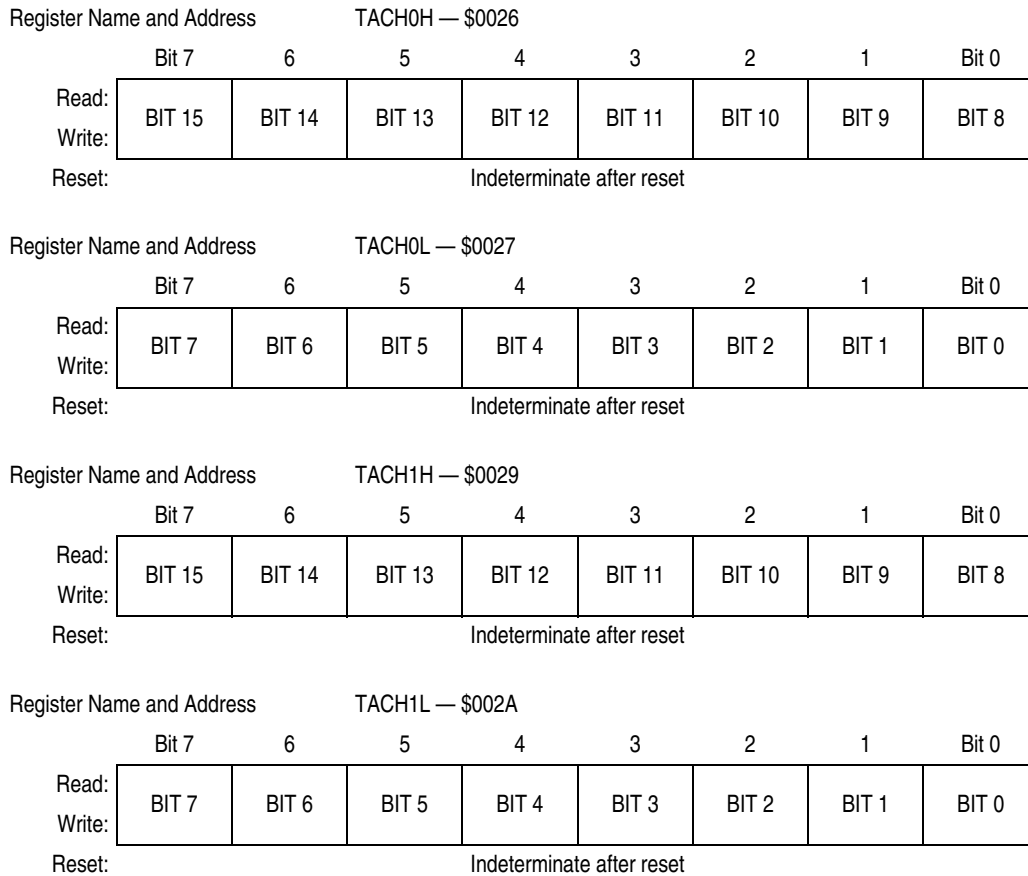 Register Name and Address TACH0H — $0026
Bit 7 6 5 4 3 2 1 Bit 0
Read:
BIT 15 BIT 14 BIT 13 BIT 12 BIT 11 BIT 10 BIT 9 BIT 8
Write:
Reset: Indeterminate after reset
Register Name and Address TACH0L — $0027
Bit 7 6 5 4 3 2 1 Bit 0
Read:
BIT 7 BIT 6 BIT 5 BIT 4 BIT 3 BIT 2 BIT 1 BIT 0
Write:
Reset: Indeterminate after reset
Register Name and Address TACH1H — $0029
Bit 7 6 5 4 3 2 1 Bit 0
Read:
BIT 15 BIT 14 BIT 13 BIT 12 BIT 11 BIT 10 BIT 9 BIT 8
Write:
Reset: Indeterminate after reset
Register Name and Address TACH1L — $002A
Bit 7 6 5 4 3 2 1 Bit 0
Read:
BIT 7 BIT 6 BIT 5 BIT 4 BIT 3 BIT 2 BIT 1 BIT 0
Write:
Reset: Indeterminate after reset